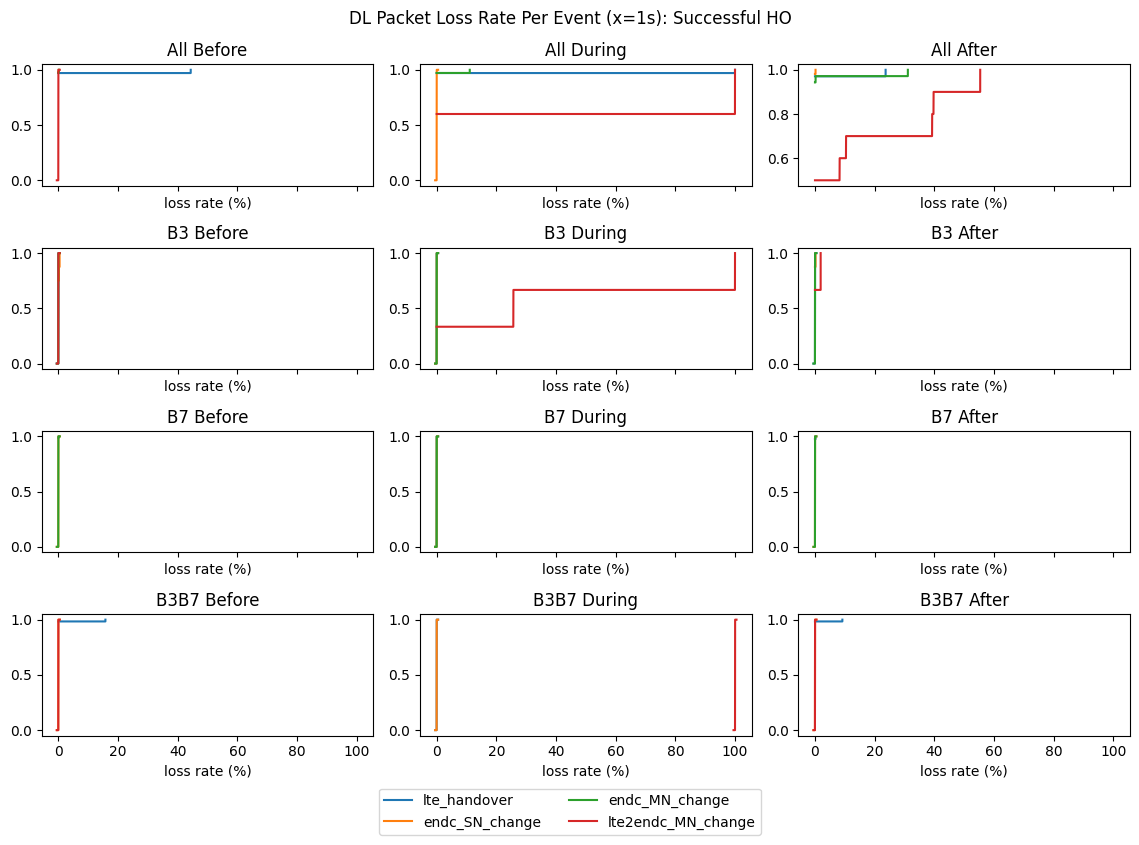 DL Packet Loss Rate Per Event (x=1s): Successful HO
All Before All During All After
1.0 1.0 1.0
0.5 0.5 0.8
0.0 0.0 0.6
loss rate (%) loss rate (%) loss rate (%)
B3 Before B3 During B3 After
1.0 1.0 1.0
0.5 0.5 0.5
0.0 0.0 0.0
loss rate (%) loss rate (%) loss rate (%)
B7 Before B7 During B7 After
1.0 1.0 1.0
0.5 0.5 0.5
0.0 0.0 0.0
loss rate (%) loss rate (%) loss rate (%)
B3B7 Before B3B7 During B3B7 After
1.0 1.0 1.0
0.5 0.5 0.5
0.0 0.0 0.0
0 20 40 60 80 100 0 20 40 60 80 100 0 20 40 60 80 100
loss rate (%) loss rate (%) loss rate (%)
lte_handover endc_MN_change
endc_SN_change lte2endc_MN_change